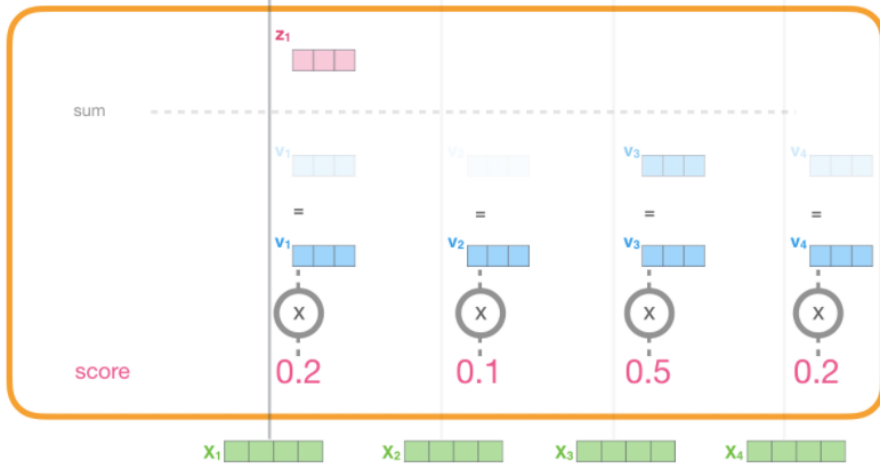 z₁
sum
v₁ v₂ v₃ v₄
= = = =
v₁ v₂ v₃ v₄
X X X X
score 0.2 0.1 0.5 0.2
X₁ X₂ X₃ X₄